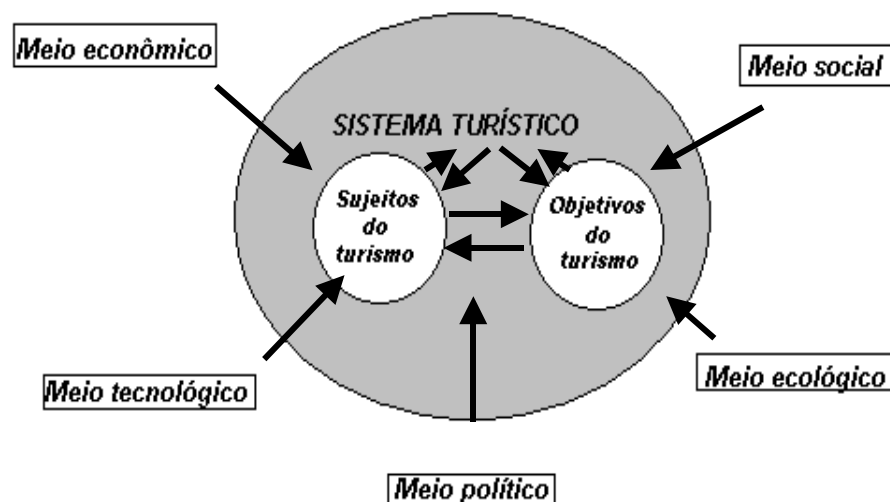 Meio econômico
Meio social
SISTEMA TURÍSTICO
Sujeitos
do
turismo
Objetivos
do
turismo
Meio tecnológico
Meio ecológico
Meio político